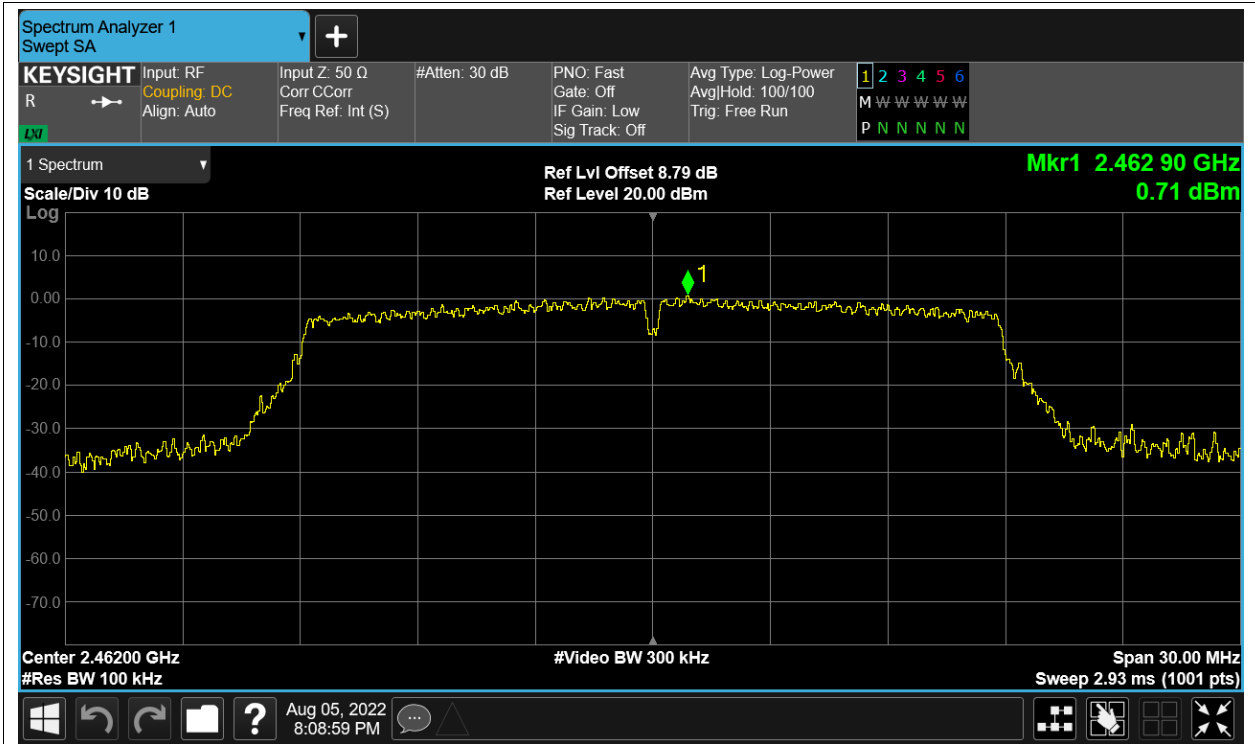 Spectrum Analyzer 1
Swept SA
+
KEYSIGHT
R
LXI
Input: RF
Coupling: DC
Align: Auto
Input Z: 50 Ω
Corr CCorr
Freq Ref: Int (S)
#Atten: 30 dB
PNO: Fast
Gate: Off
IF Gain: Low
Sig Track: Off
Avg Type: Log-Power
Avg|Hold: 100/100
Trig: Free Run
1 2 3 4 5 6
M W W W W W
P N N N N N
1 Spectrum
Scale/Div 10 dB
Ref Lvl Offset 8.79 dB
Ref Level 20.00 dBm
Mkr1 2.462 90 GHz
0.71 dBm
Log
1
10.0
0.00
-10.0
-20.0
-30.0
-40.0
-50.0
-60.0
-70.0
Center 2.46200 GHz
#Video BW 300 kHz
Span 30.00 MHz
#Res BW 100 kHz
Sweep 2.93 ms (1001 pts)
?
Aug 05, 2022
8:08:59 PM